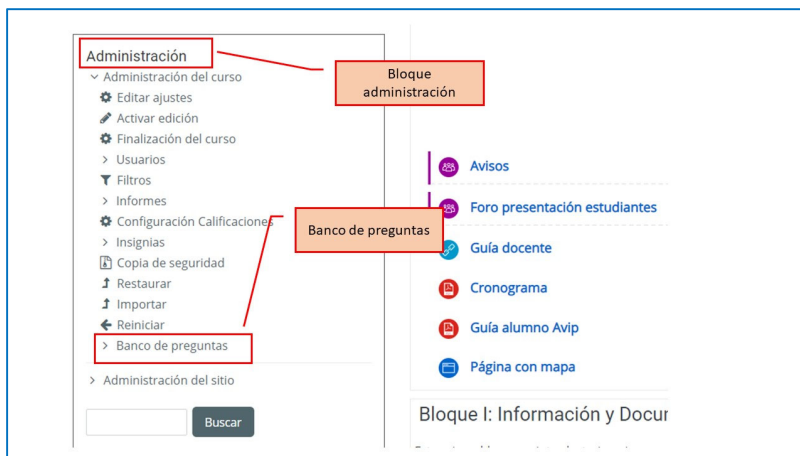 Administración
Administración del curso
Editar ajustes
Activar edición
Finalización del curso
Usuarios
Filtros
Informes
Configuración Calificaciones
Insignias
Copia de seguridad
Restaurar
Importar
Reiniciar
Banco de preguntas
Administración del sitio
Buscar
Bloque
administración
Banco de preguntas
Avisos
Foro presentación estudiantes
Guía docente
Cronograma
Guía alumno Avip
Página con mapa
Bloque I: Información y Docur